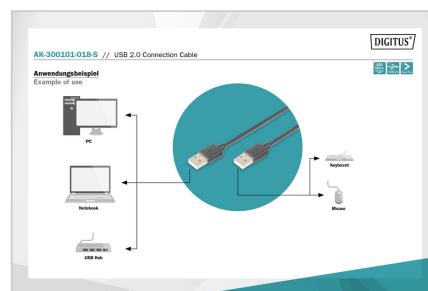 DIGITUS®
AK-300101-018-S // USB 2.0 Connection Cable
Anwendungsbeispiel
Example of use
PC
Notebook
USB Hub
Keyboard
Mouse